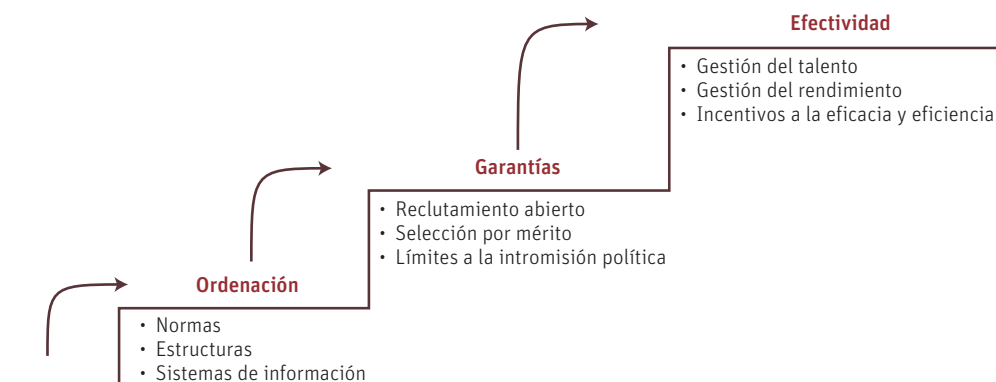 Efectividad
• Gestión del talento
• Gestión del rendimiento
• Incentivos a la eficacia y eficiencia
Garantías
• Reclutamiento abierto
• Selección por mérito
• Límites a la intromisión política
Ordenación
• Normas
• Estructuras
• Sistemas de información